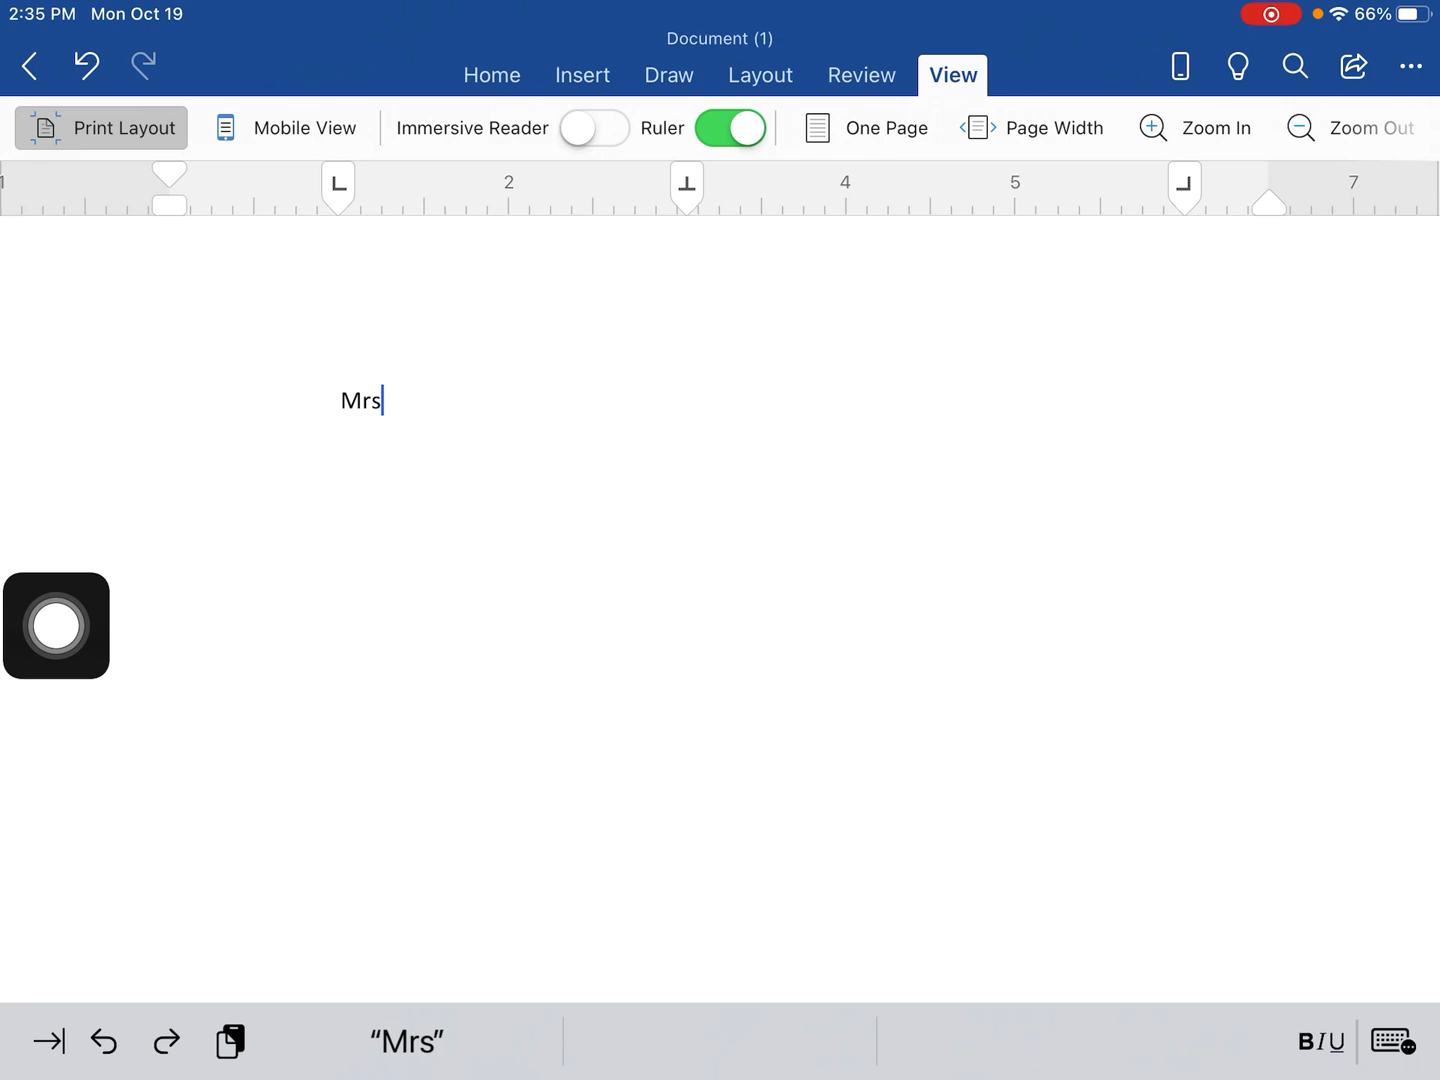 2:35 PM Mon Oct 19 66%
Document (1)
Home Insert Draw Layout Review View
Print Layout Mobile View Immersive Reader Ruler One Page Page Width Zoom In Zoom Out
1 2 4 5 7
Mrs
“Mrs” BIU